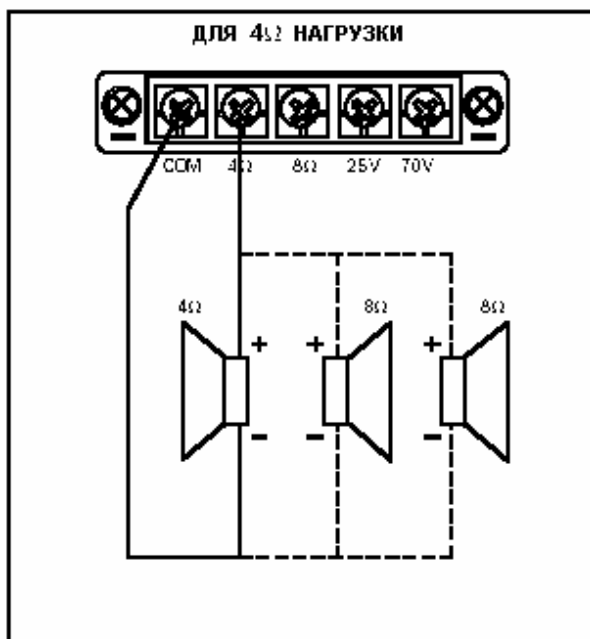 ДЛЯ 4Ω НАГРУЗКИ
COM 4Ω 8Ω 25V 70V
4Ω 8Ω 8Ω
+ + +
- - -